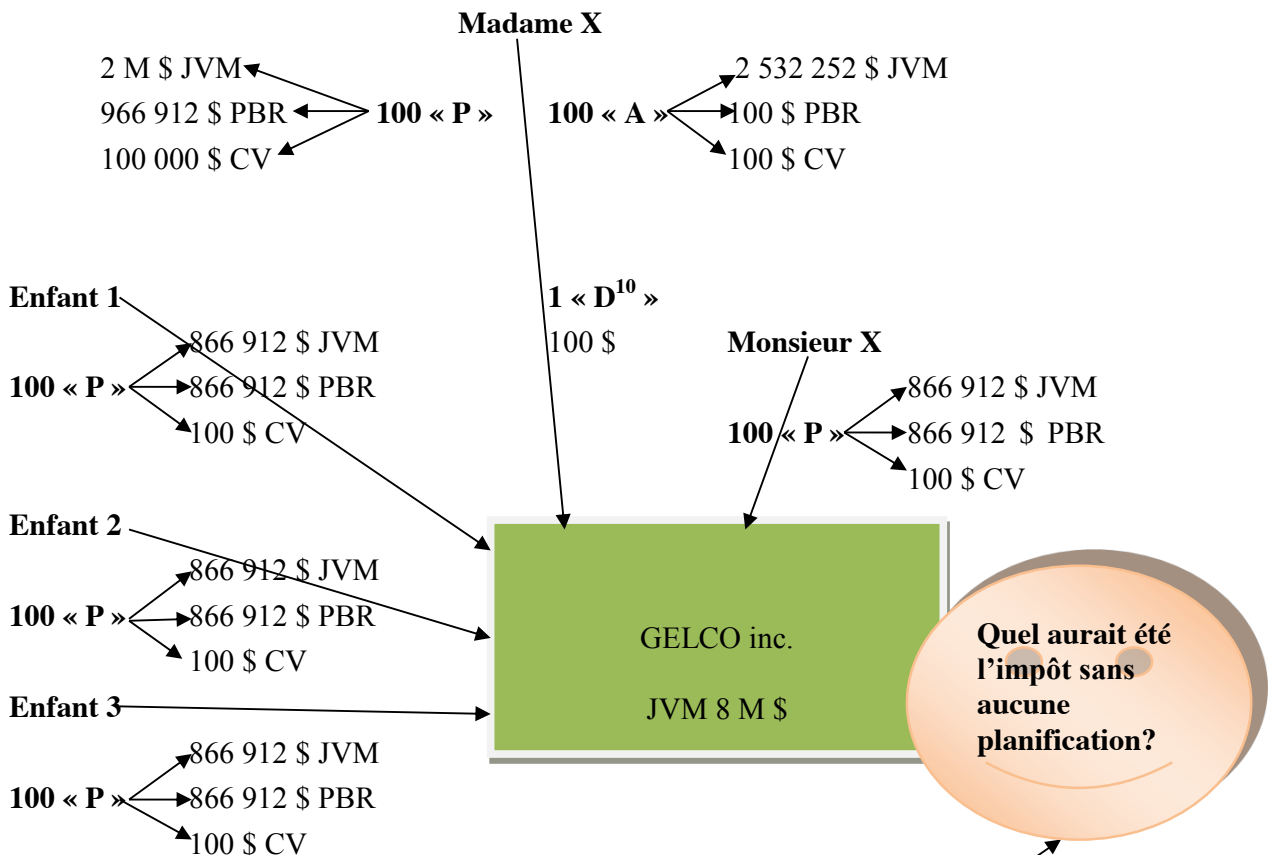 Madame X
2 M $ JVM
966 912 $ PBR
100 000 $ CV
100 « P »
100 « A »
2 532 252 $ JVM
100 $ PBR
100 $ CV
1 « D10 »
100 $
Enfant 1
866 912 $ JVM
100 « P »
866 912 $ PBR
100 $ CV
Monsieur X
866 912 $ JVM
100 « P »
866 912 $ PBR
100 $ CV
Enfant 2
866 912 $ JVM
100 « P »
866 912 $ PBR
100 $ CV
GELCO inc.
JVM 8 M $
Quel aurait été
l’impôt sans
aucune
planification?
Enfant 3
866 912 $ JVM
100 « P »
866 912 $ PBR
100 $ CV